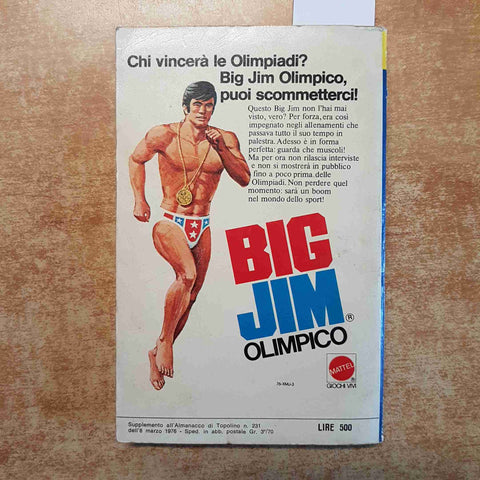 Chi vincerà le Olimpiadi?
Big Jim Olimpico,
puoi scommetterci!
Questo Big Jim non l'hai mai
visto, vero? Per forza, era così
impegnato negli allenamenti che
passava tutto il suo tempo in
palestra. Adesso è in forma
perfetta: guarda che muscoli!
Ma per ora non rilascia interviste
e non si mostrerà in pubblico
fino a poco prima delle
Olimpiadi. Non perdere quel
momento: sarà un boom
nel mondo dello sport!
BIG
JIM®
OLIMPICO
MATTEL
GIOCHI VIVI
76-XMU-3
Supplemento all'Almanacco di Topolino n. 231
dell'8 marzo 1976 - Sped. in abb. postale Gr. 3°/70
LIRE 500